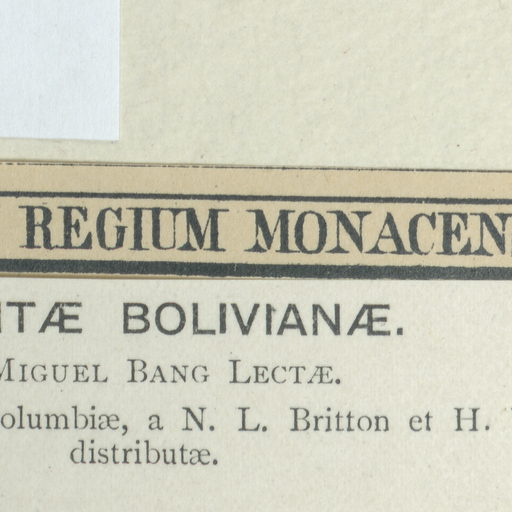 REGIUM MONACEN
TÆ BOLIVIANÆ.
MIGUEL BANG LECTÆ.
olumbiæ, a N. L. Britton et H.
distributæ.